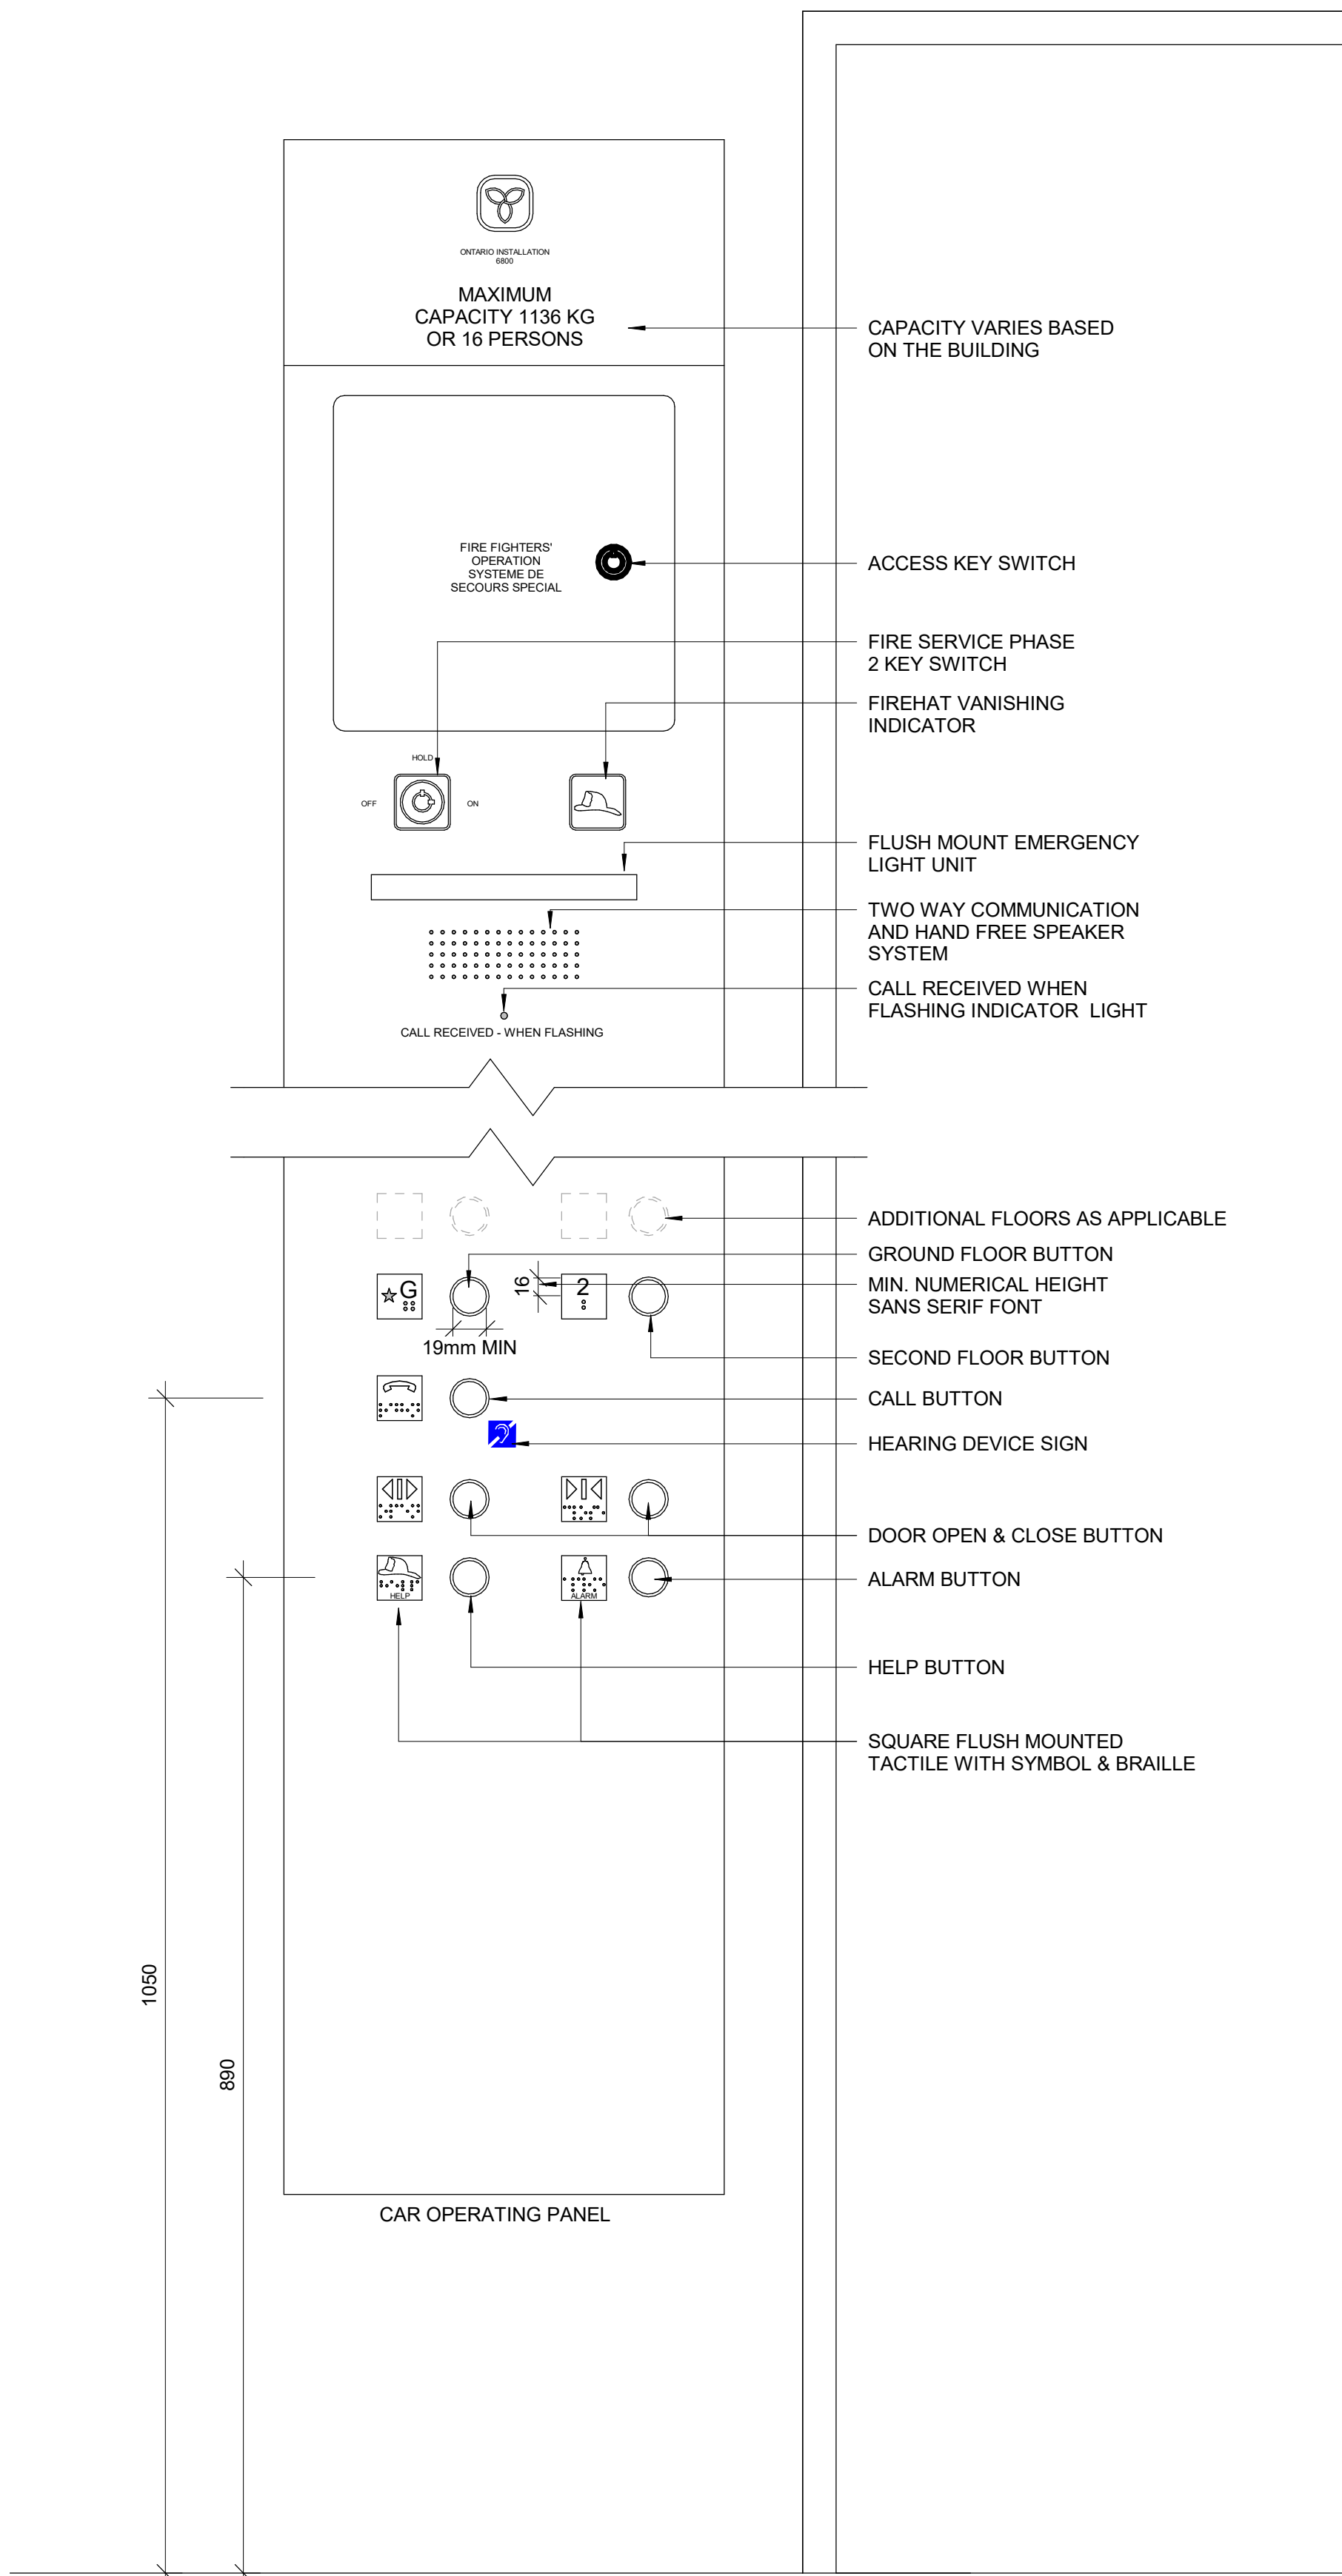 ONTARIO INSTALLATION
6800
MAXIMUM
CAPACITY 1136 KG
OR 16 PERSONS
CAPACITY VARIES BASED
ON THE BUILDING
FIRE FIGHTERS'
OPERATION
SYSTEME DE
SECOURS SPECIAL
ACCESS KEY SWITCH
FIRE SERVICE PHASE
2 KEY SWITCH
FIREHAT VANISHING
INDICATOR
HOLD
OFF
ON
FLUSH MOUNT EMERGENCY
LIGHT UNIT
TWO WAY COMMUNICATION
AND HAND FREE SPEAKER
SYSTEM
CALL RECEIVED WHEN
FLASHING INDICATOR LIGHT
CALL RECEIVED - WHEN FLASHING
ADDITIONAL FLOORS AS APPLICABLE
GROUND FLOOR BUTTON
G
16
2
MIN. NUMERICAL HEIGHT
SANS SERIF FONT
19mm MIN
SECOND FLOOR BUTTON
CALL BUTTON
HEARING DEVICE SIGN
DOOR OPEN & CLOSE BUTTON
ALARM BUTTON
HELP
ALARM
HELP BUTTON
SQUARE FLUSH MOUNTED
TACTILE WITH SYMBOL & BRAILLE
1050
890
CAR OPERATING PANEL